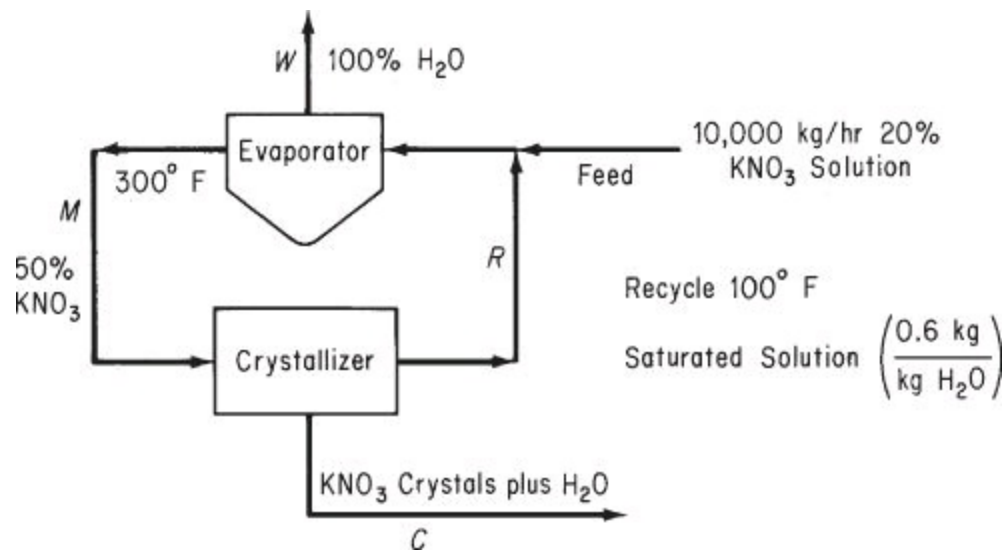 W 100% H₂O
Evaporator
10,000 kg/hr 20%
KNO₃ Solution
300° F
Feed
M
R
50%
KNO₃
Recycle 100° F
Crystallizer
Saturated Solution (0.6 kg / kg H₂O)
KNO₃ Crystals plus H₂O
C